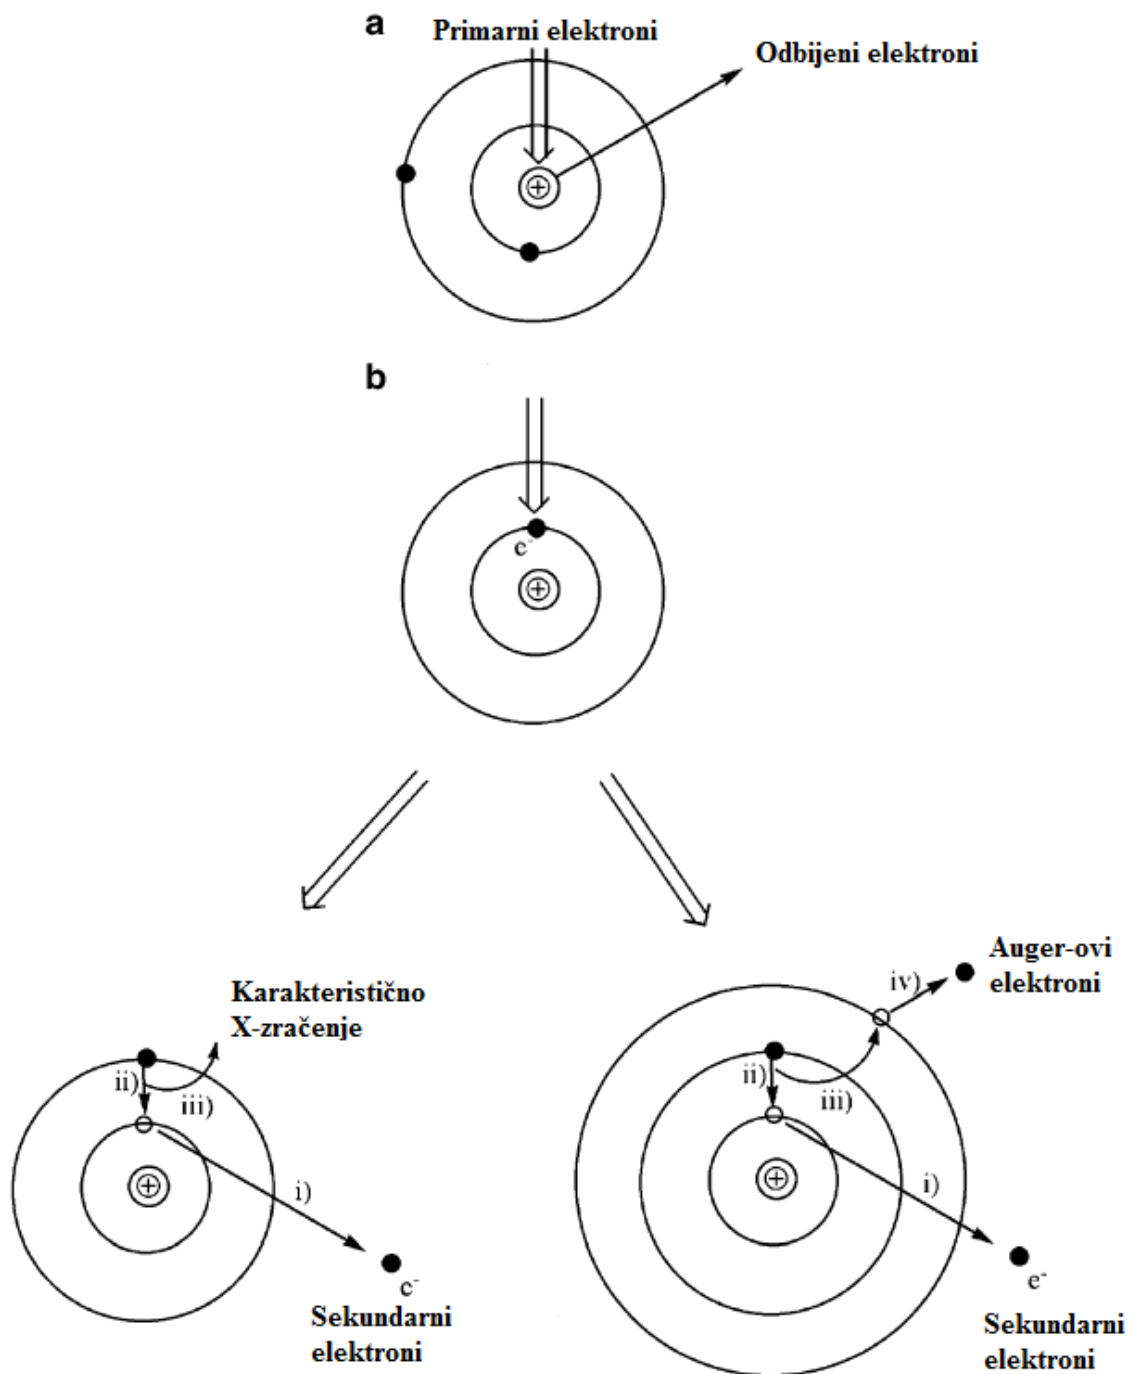 a
Primarni elektroni
Odbijeni elektroni
+
b
e-
+
Karakteristično
X-zračenje
ii)
iii)
+
i)
e-
Sekundarni
elektroni
Auger-ovi
elektroni
iv)
ii)
iii)
+
i)
e-
Sekundarni
elektroni